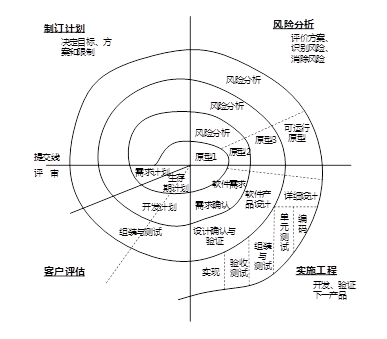 制订计划
决定目标、方
案和限制
风险分析
评价方案、
识别风险、
消除风险
风险分析
风险分析
风险分析
可运行
原型
原型3
原型2
原型1
提交线
评 审
需求计划
生存
期计划
软件需求
开发计划
需求确认
软件产
品设计
详细设计
组装与测试
设计确认与
验证
单元测试
编码
组装
与
测试
验收
测试
实现
客户评估
实施工程
开发、验证
下一产品